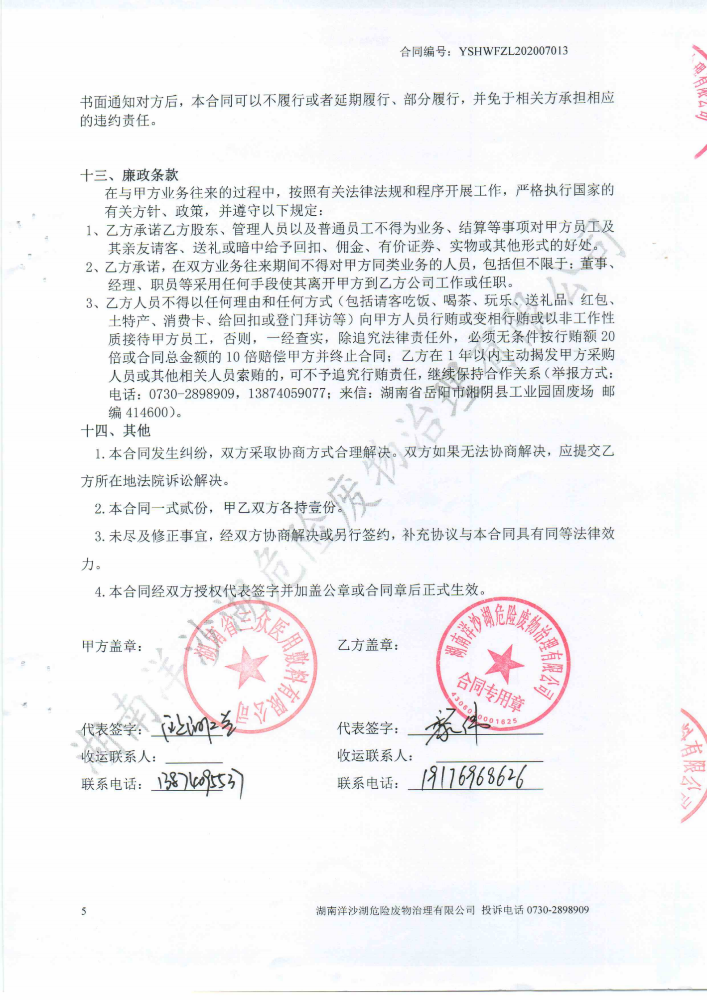 合同编号：YSHWFZL202007013
书面通知对方后，本合同可以不履行或者延期履行、部分履行，并免于相关方承担相应
的违约责任。
十三、廉政条款
在与甲方业务往来的过程中，按照有关法律法规和程序开展工作，严格执行国家的
有关方针、政策，并遵守以下规定：
1、乙方承诺乙方股东、管理人员以及普通员工不得为业务、结算等事项对甲方员工及
其亲友请客、送礼或暗中给予回扣、佣金、有价证券、实物或其他形式的好处。
2、乙方承诺，在双方业务往来期间不得对甲方同类业务的人员，包括但不限于：董事、
经理、职员等采用任何手段使其离开甲方到乙方公司工作或任职。
3、乙方人员不得以任何理由和任何方式（包括请客吃饭、喝茶、玩乐、送礼品、红包、
土特产、消费卡、给回扣或登门拜访等）向甲方人员行贿或变相行贿或以非工作性
质接待甲方员工，否则，一经查实，除追究法律责任外，必须无条件按行贿额 20
倍或合同总金额的 10 倍赔偿甲方并终止合同；乙方在 1 年以内主动揭发甲方采购
人员或其他相关人员索贿的，可不予追究行贿责任，继续保持合作关系（举报方式：
电话：0730-2898909，13874059077；来信：湖南省岳阳市湘阴县工业园固废场 邮
编 414600）。
十四、其他
1.本合同发生纠纷，双方采取协商方式合理解决。双方如果无法协商解决，应提交乙
方所在地法院诉讼解决。
2.本合同一式贰份，甲乙双方各持壹份。
3.未尽及修正事宜，经双方协商解决或另行签约，补充协议与本合同具有同等法律效
力。
4.本合同经双方授权代表签字并加盖公章或合同章后正式生效。
甲方盖章： 乙方盖章：
湖南省三众医用敷料有限公司
湖南洋沙湖危险废物治理有限公司
合同专用章
代表签字： 代表签字：
收运联系人： 收运联系人：
联系电话：13874095537 联系电话：19176968626
湖南洋沙湖危险废物治理有限公司
理有限公司
有限公司
5 湖南洋沙湖危险废物治理有限公司 投诉电话 0730-2898909